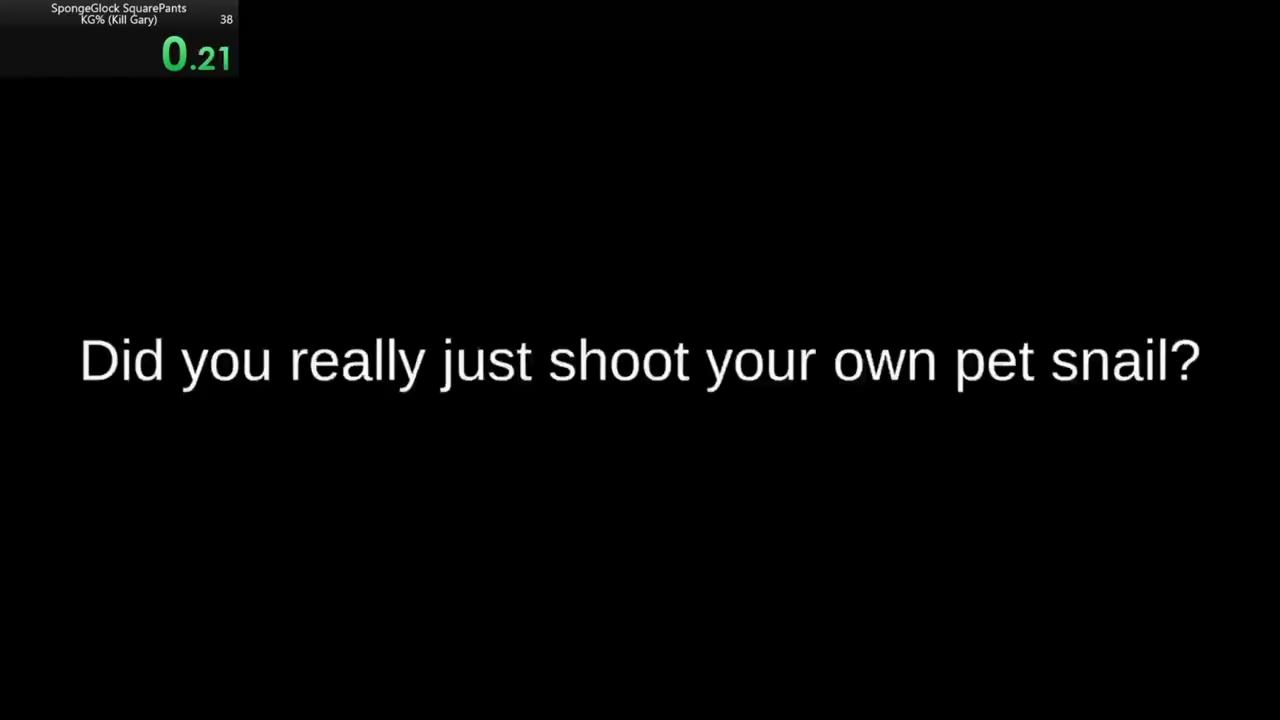 SpongeGlock SquarePants
KG% (Kill Gary) 38
0.21
Did you really just shoot your own pet snail?